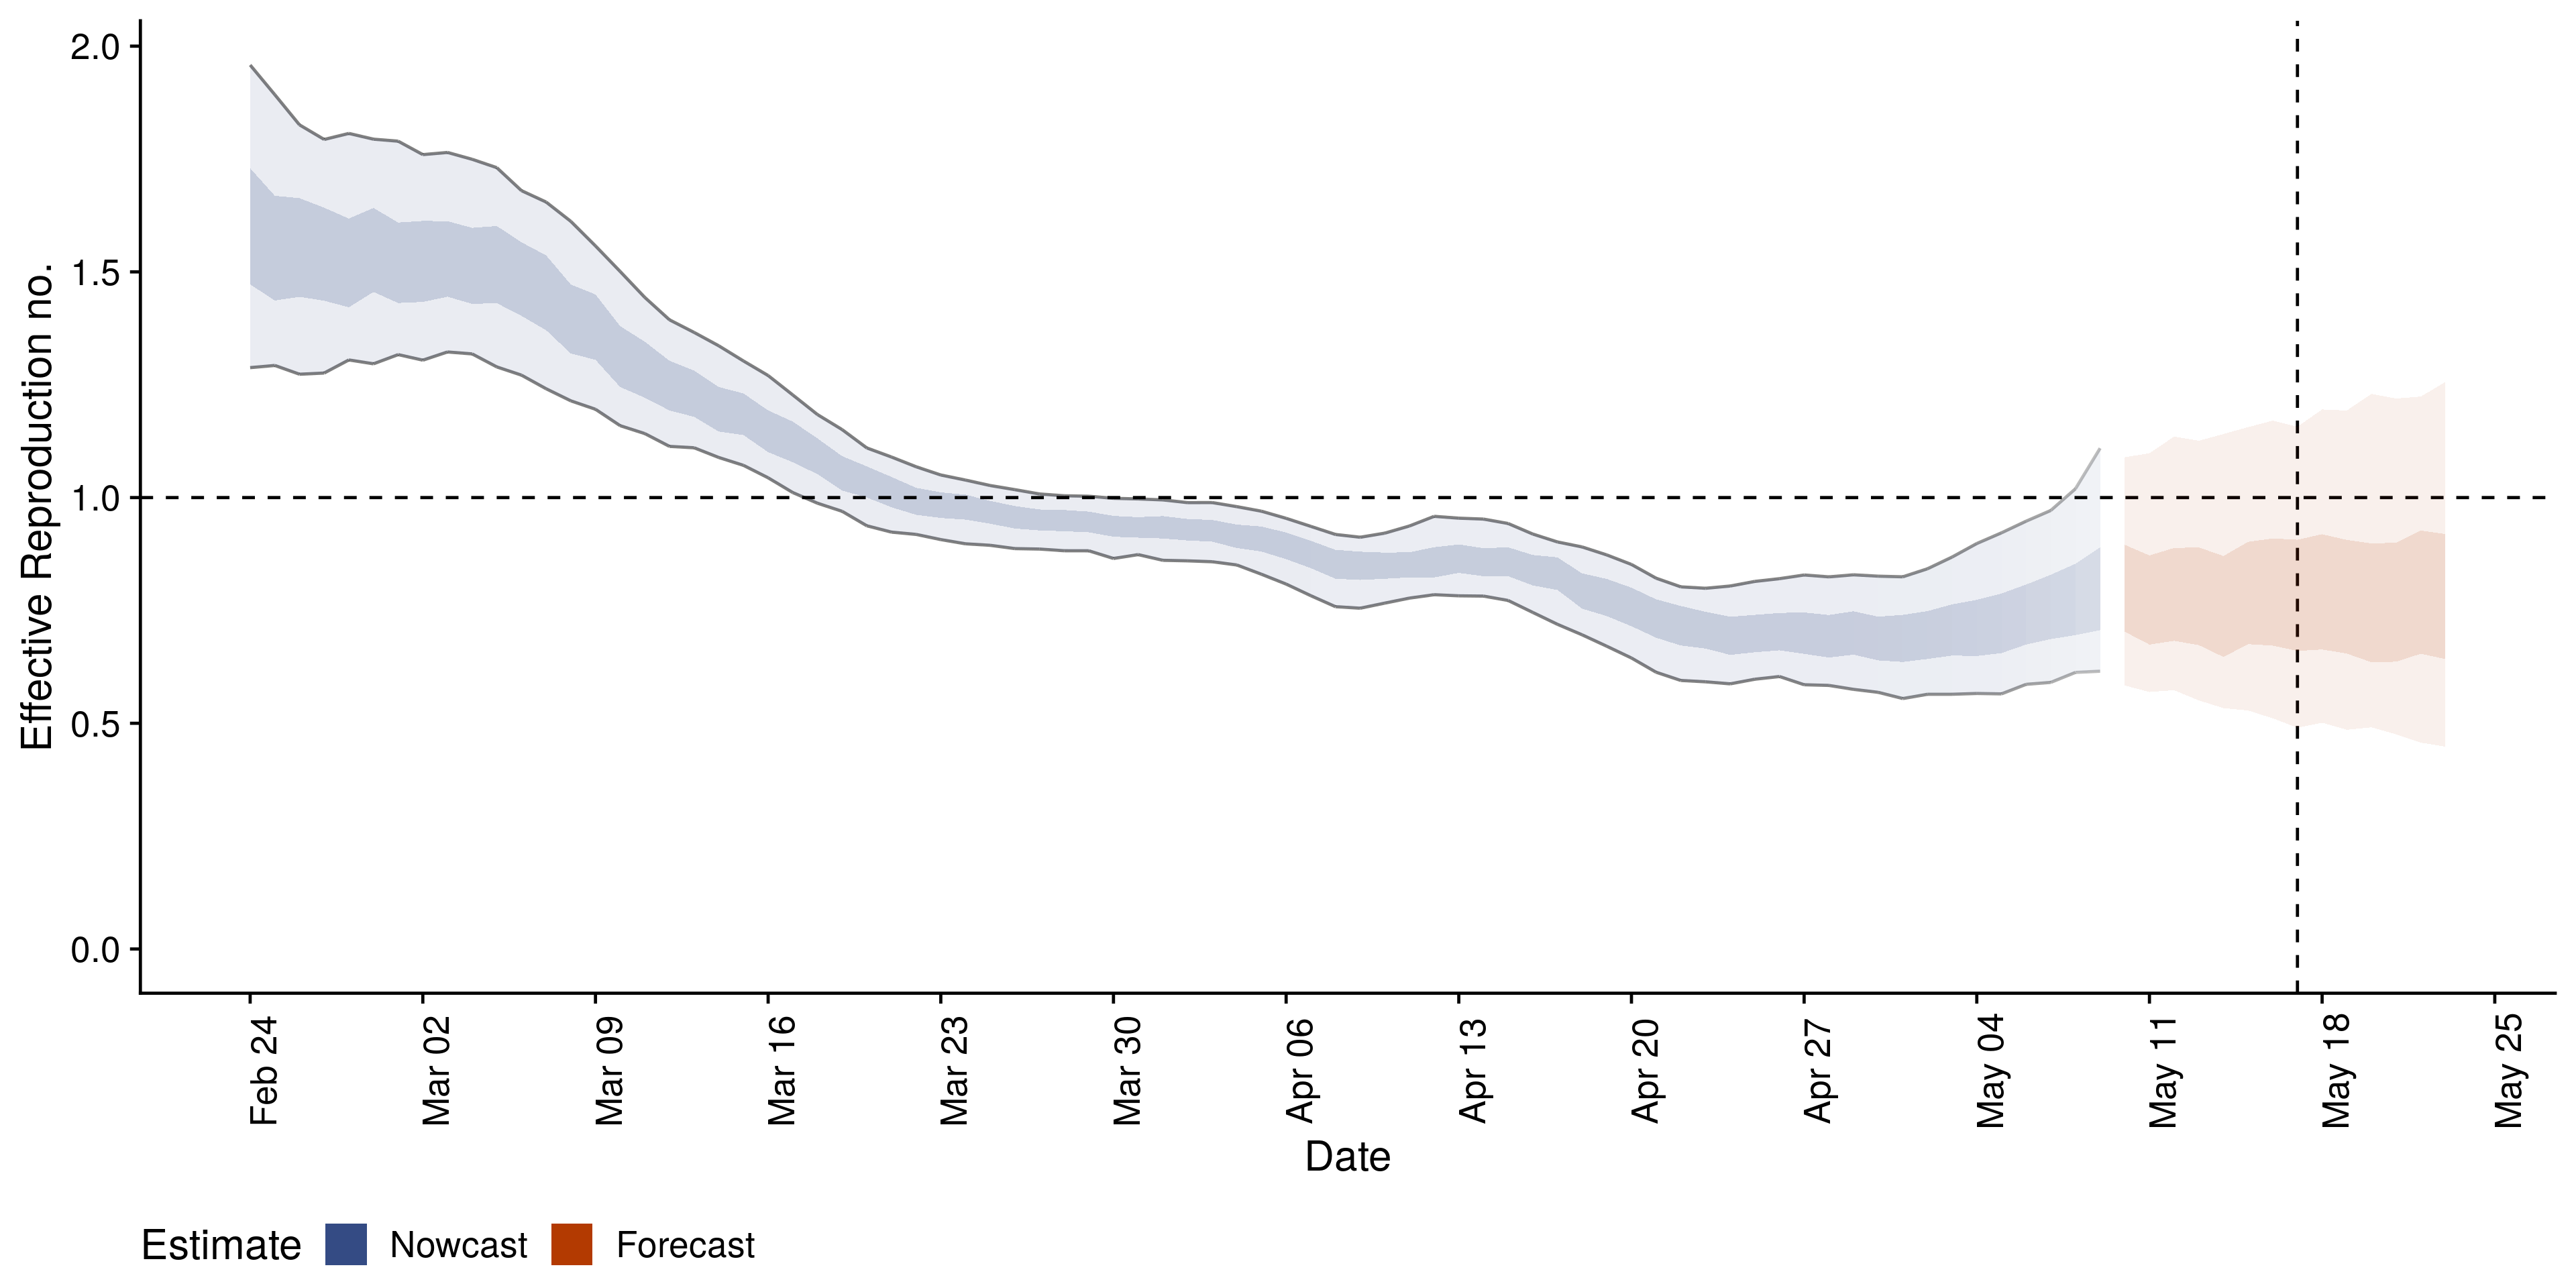 Effective Reproduction no.
2.0
1.5
1.0
0.5
0.0
Feb 24
Mar 02
Mar 09
Mar 16
Mar 23
Mar 30
Apr 06
Apr 13
Apr 20
Apr 27
May 04
May 11
May 18
May 25
Date
Estimate Nowcast Forecast